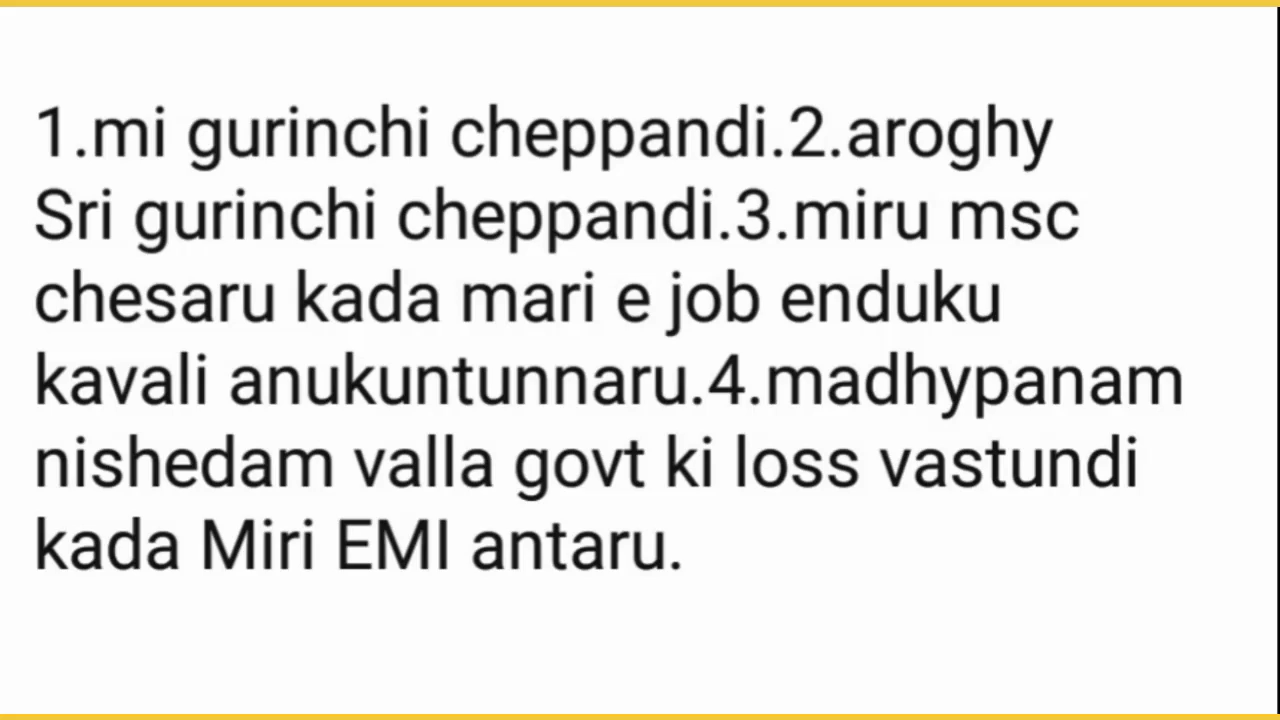 1.mi gurinchi cheppandi.2.aroghy
Sri gurinchi cheppandi.3.miru msc
chesaru kada mari e job enduku
kavali anukuntunnaru.4.madhypanam
nishedam valla govt ki loss vastundi
kada Miri EMI antaru.